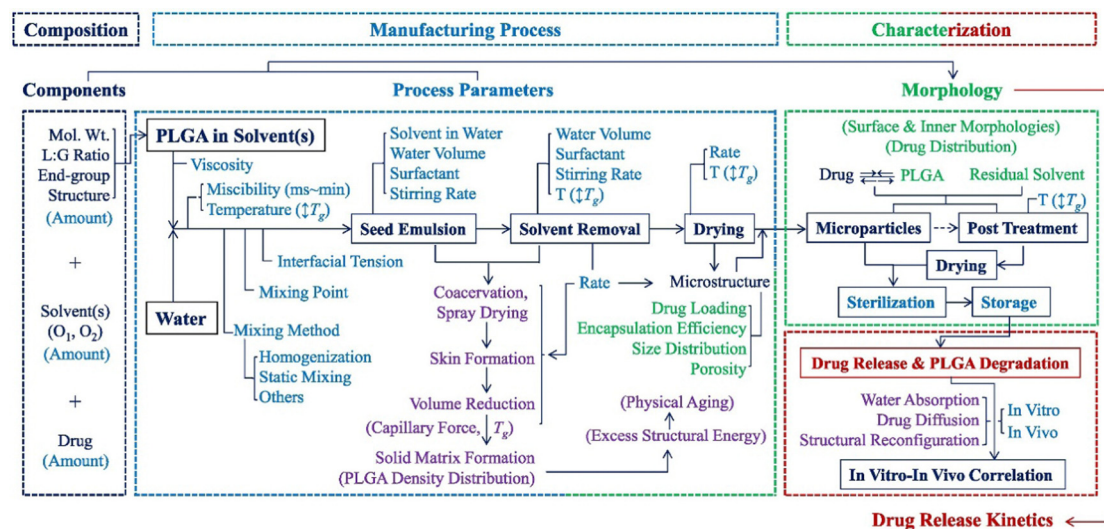 Composition
Manufacturing Process
Characterization
Components
Process Parameters
Morphology
Mol. Wt.
L:G Ratio
End-group
Structure
(Amount)
+
Solvent(s)
(O₁, O₂)
(Amount)
+
Drug
(Amount)
PLGA in Solvent(s)
Viscosity
Miscibility (ms~min)
Temperature (↕Tg)
Water
Interfacial Tension
Mixing Point
Mixing Method
Homogenization
Static Mixing
Others
Solvent in Water
Water Volume
Surfactant
Stirring Rate
Seed Emulsion
Water Volume
Surfactant
Stirring Rate
T (↕Tg)
Solvent Removal
Rate
T (↕Tg)
Drying
Coacervation,
Spray Drying
Skin Formation
Volume Reduction
(Capillary Force, Tg)
Solid Matrix Formation
(PLGA Density Distribution)
Rate
Microstructure
Drug Loading
Encapsulation Efficiency
Size Distribution
Porosity
(Physical Aging)
(Excess Structural Energy)
(Surface & Inner Morphologies)
(Drug Distribution)
Drug PLGA
Residual Solvent
T (↕Tg)
Microparticles
Post Treatment
Drying
Sterilization
Storage
Drug Release & PLGA Degradation
Water Absorption
Drug Diffusion
Structural Reconfiguration
In Vitro
In Vivo
In Vitro-In Vivo Correlation
Drug Release Kinetics